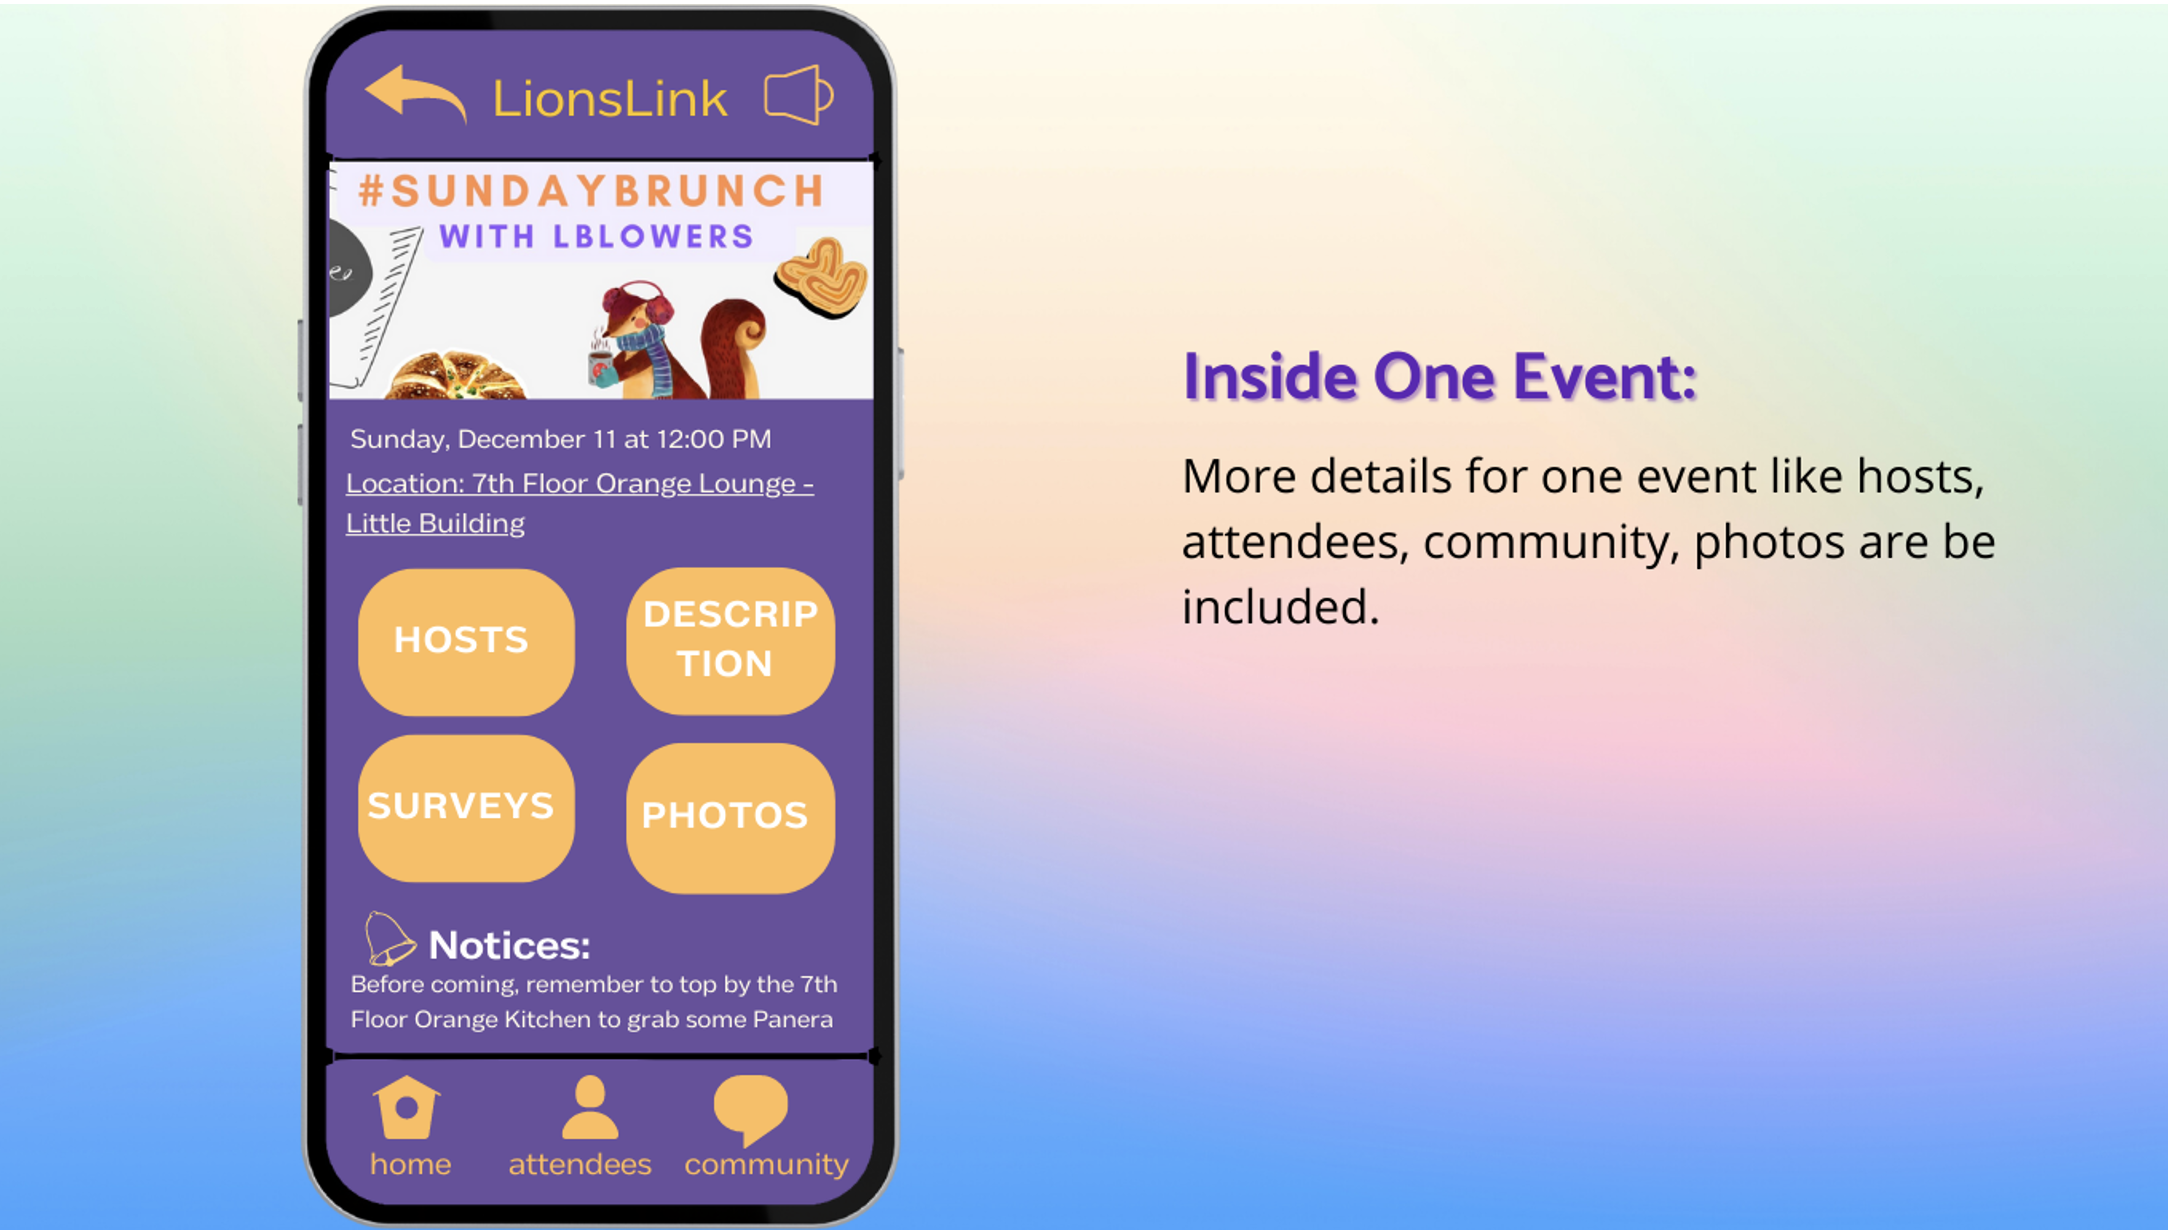 LionsLink
#SUNDAYBRUNCH
WITH LBLOWERS
Sunday, December 11 at 12:00 PM
Location: 7th Floor Orange Lounge -
Little Building
HOSTS
DESCRIP
TION
SURVEYS
PHOTOS
Notices:
Before coming, remember to top by the 7th
Floor Orange Kitchen to grab some Panera
home
attendees
community
Inside One Event:
More details for one event like hosts,
attendees, community, photos are be
included.